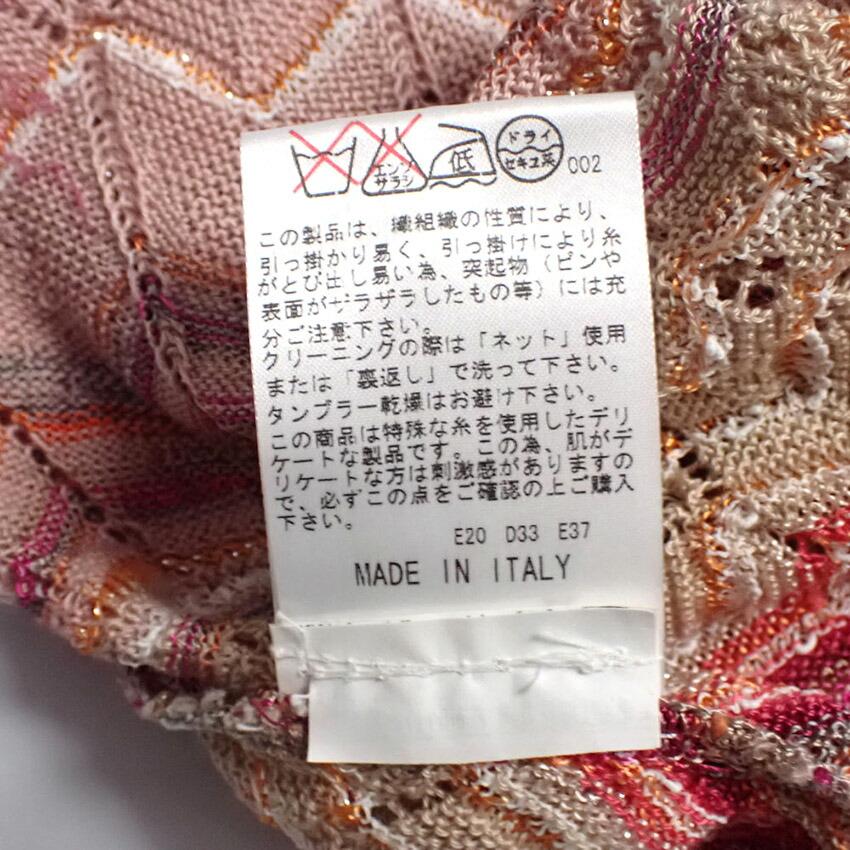 エンソ
サラシ
低
ドライ
セキユ系
002
この製品は、織組織の性質により、
引っ掛かり易く、引っ掛けにより糸
がとび出し易い為、突起物（ピンや
表面がザラザラしたもの等）には充
分ご注意下さい。
クリーニングの際は「ネット」使用
または「裏返し」で洗って下さい。
タンブラー乾燥はお避け下さい。
この商品は特殊な糸を使用したデリ
ケートな製品です。この為、肌がデ
リケートな方は刺激感がありますの
で、必ずこの点をご確認の上ご購入
下さい。
E20 D33 E37
MADE IN ITALY